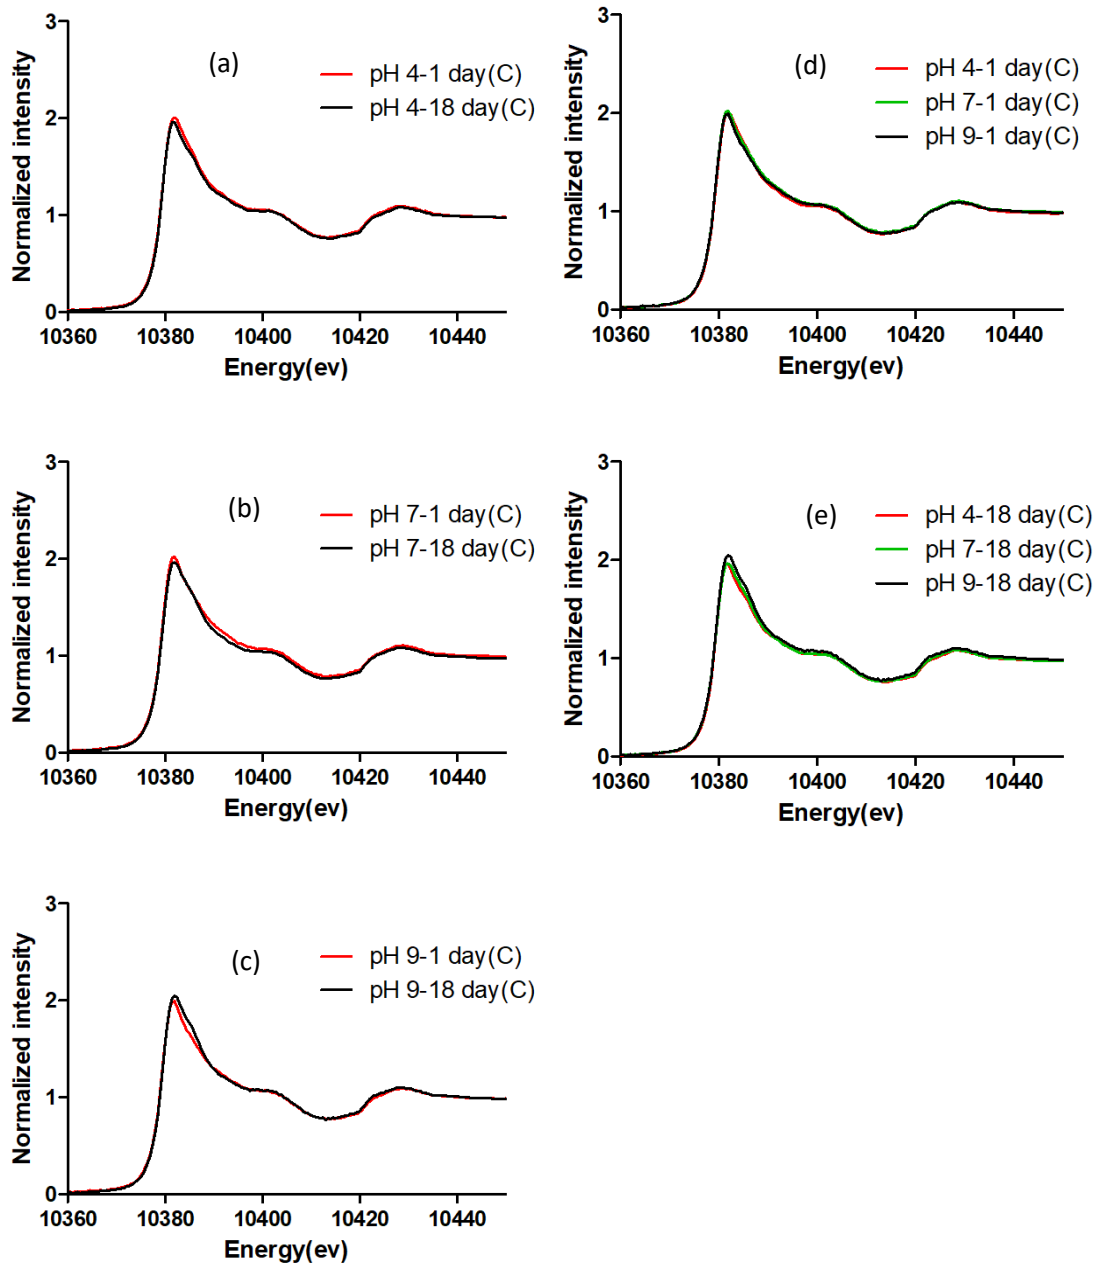 3
(a)
pH 4-1 day(C)
pH 4-18 day(C)
2
1
0
Normalized intensity
10360 10380 10400 10420 10440
Energy(ev)
3
(d)
pH 4-1 day(C)
pH 7-1 day(C)
pH 9-1 day(C)
2
1
0
Normalized intensity
10360 10380 10400 10420 10440
Energy(ev)
3
(b)
pH 7-1 day(C)
pH 7-18 day(C)
2
1
0
Normalized intensity
10360 10380 10400 10420 10440
Energy(ev)
3
(e)
pH 4-18 day(C)
pH 7-18 day(C)
pH 9-18 day(C)
2
1
0
Normalized intensity
10360 10380 10400 10420 10440
Energy(ev)
3
(c)
pH 9-1 day(C)
pH 9-18 day(C)
2
1
0
Normalized intensity
10360 10380 10400 10420 10440
Energy(ev)